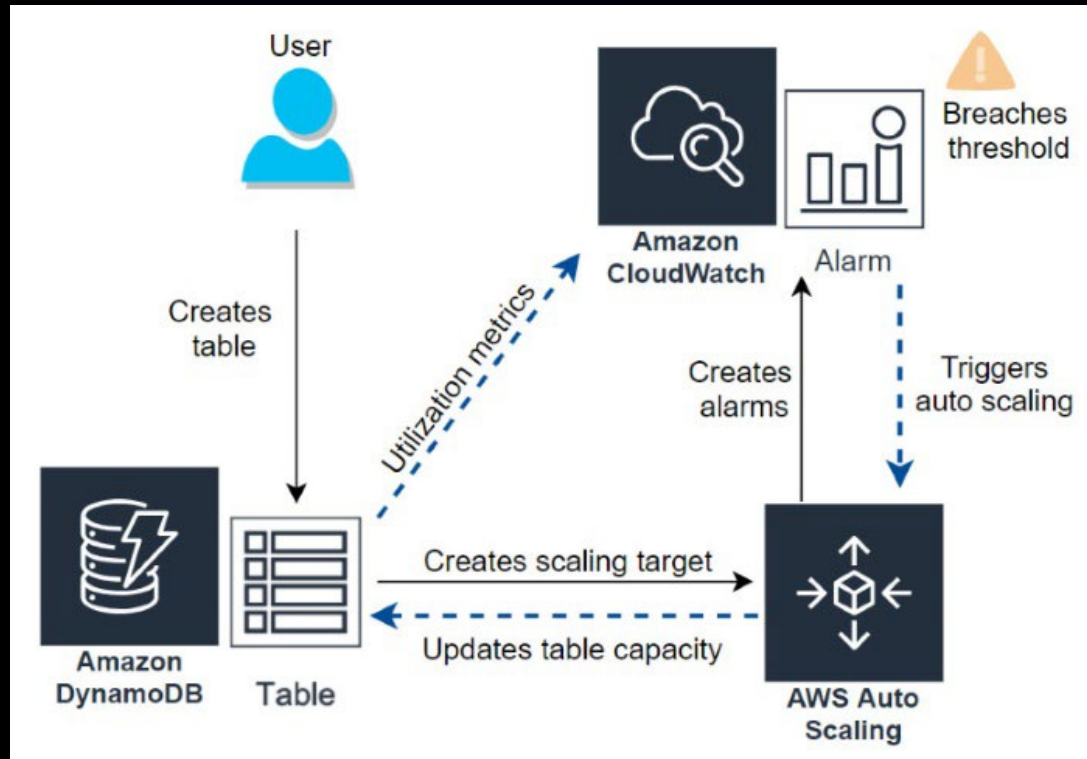 User
Breaches
threshold
Amazon
CloudWatch
Alarm
Creates
table
Utilization metrics
Creates
alarms
Triggers
auto scaling
Creates scaling target
Updates table capacity
Amazon
DynamoDB
Table
AWS Auto
Scaling